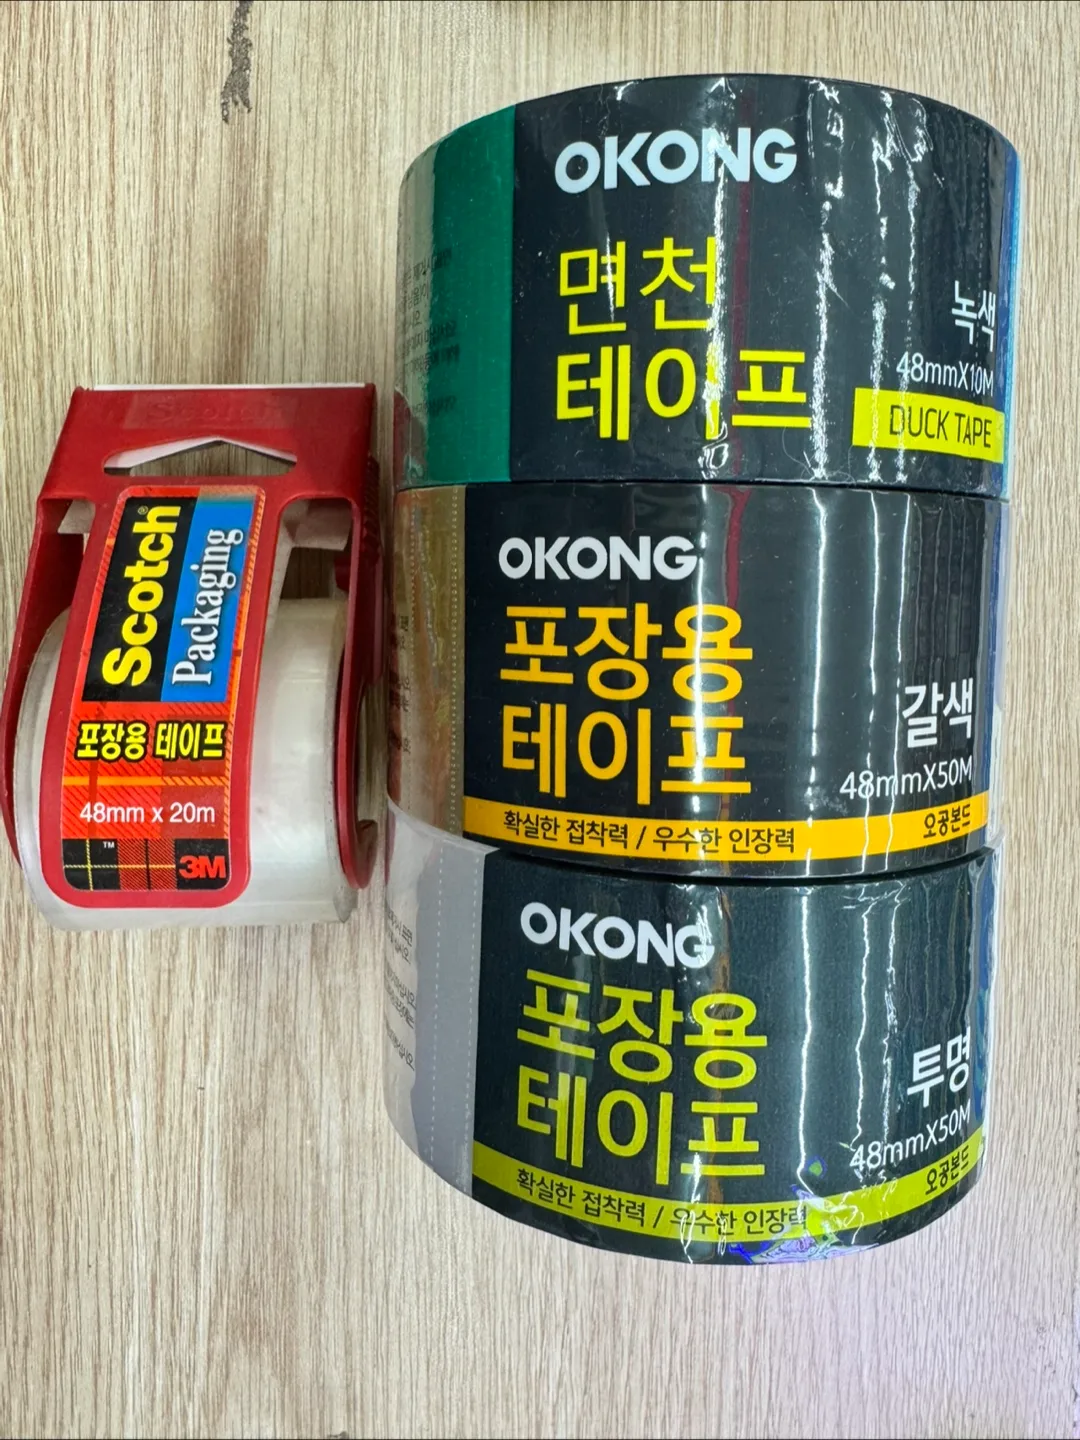 Scotch
Scotch®
Packaging
포장용 테이프
48mm x 20m
™
3M
OKONG
면천
테이프
녹색
48mmX10M
DUCK TAPE
OKONG
포장용
테이프
갈색
48mmX50M
확실한 접착력 / 우수한 인장력
오공본드
OKONG
포장용
테이프
투명
48mmX50M
확실한 접착력 / 우수한 인장력
오공본드